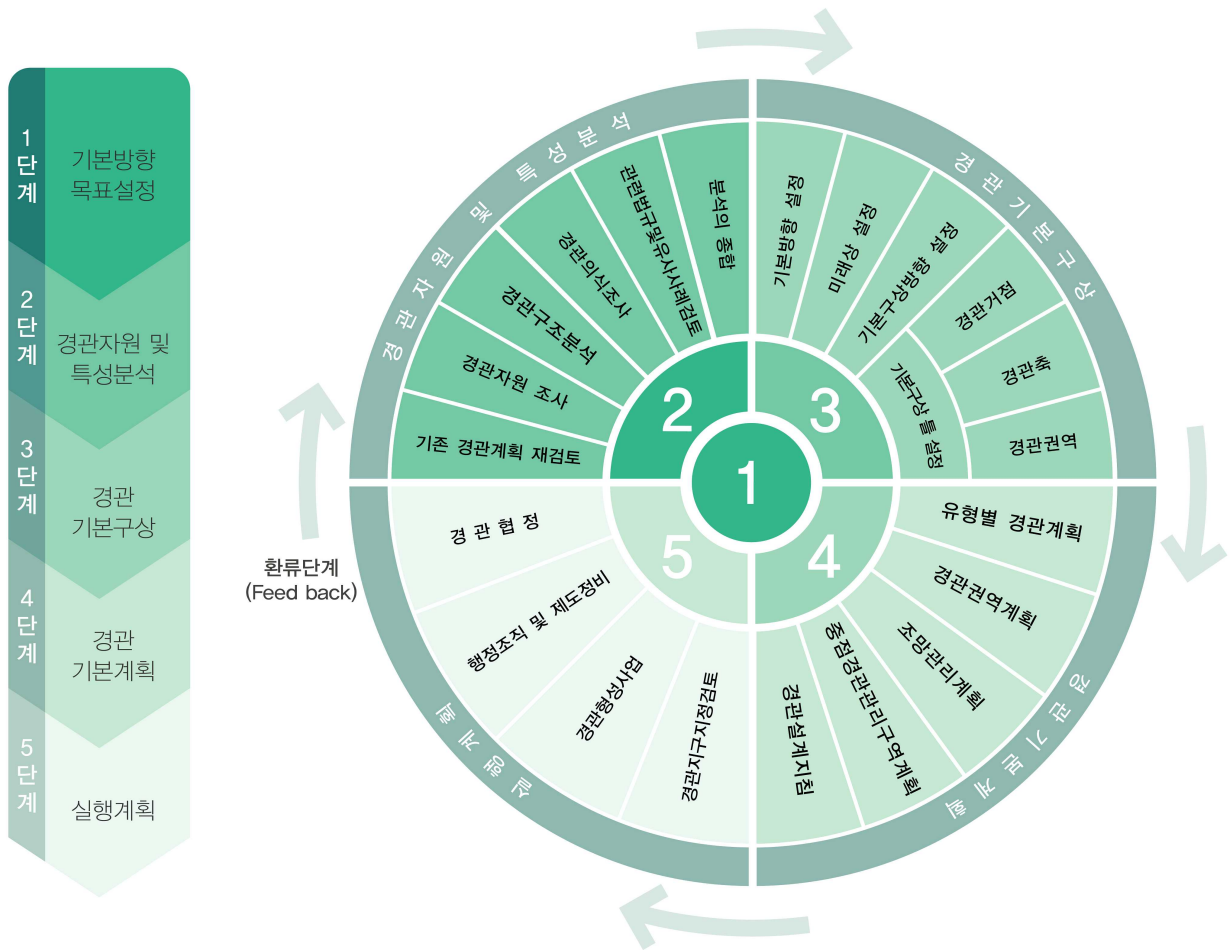 1
단
계
기본방향
목표설정
2
단
계
경관자원 및
특성분석
3
단
계
경관
기본구상
4
단
계
경관
기본계획
5
단
계
실행계획
경관자원 및 특성분석
기존 경관계획 재검토
경관자원 조사
경관구조분석
경관의식조사
관련법규및유사사례검토
분석의 종합
경관기본구상
기본방향 설정
미래상 설정
기본구상방향 설정
기본구상 틀 설정
경관거점
경관축
경관권역
2
3
1
5
4
경관기본계획
유형별 경관계획
경관권역계획
조망관리계획
중점경관관리구역계획
경관설계지침
실행계획
경관지구지정검토
경관형성사업
행정조직 및 제도정비
경관협정
환류단계
(Feed back)